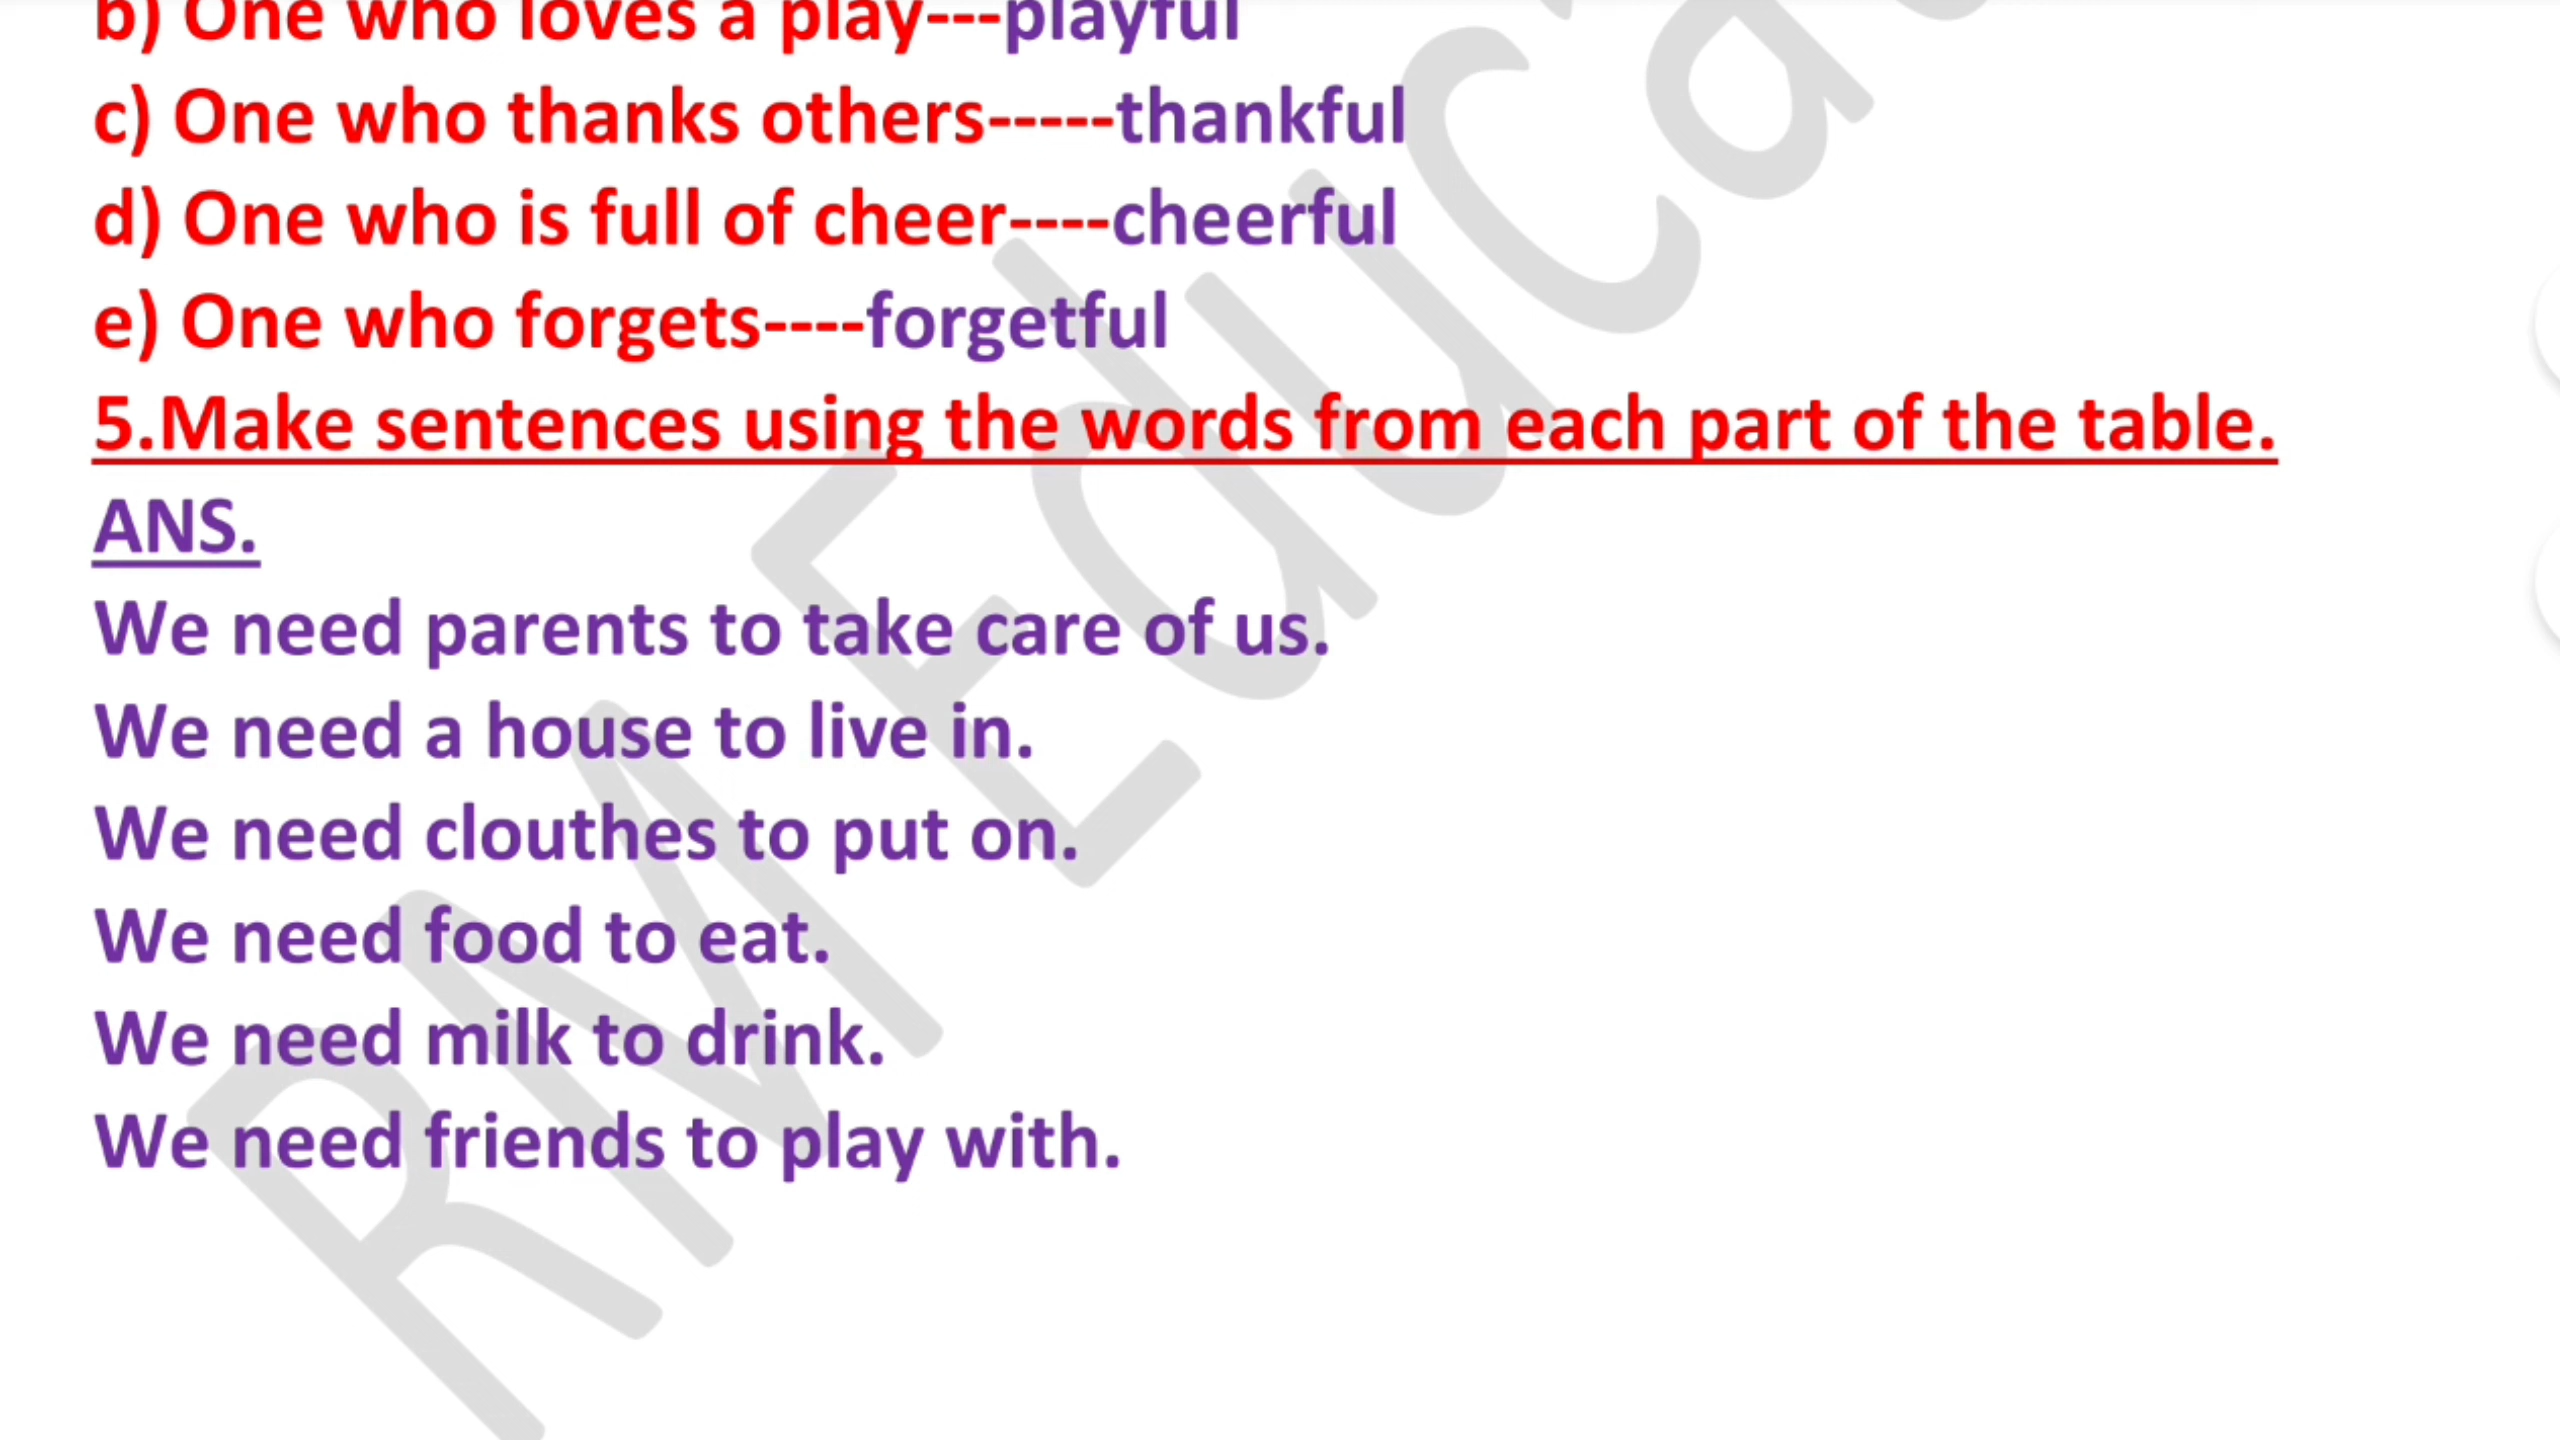 b) One who loves a play---playful
c) One who thanks others-----thankful
d) One who is full of cheer----cheerful
e) One who forgets----forgetful
5.Make sentences using the words from each part of the table.
ANS.
We need parents to take care of us.
We need a house to live in.
We need clouthes to put on.
We need food to eat.
We need milk to drink.
We need friends to play with.
RM Educa